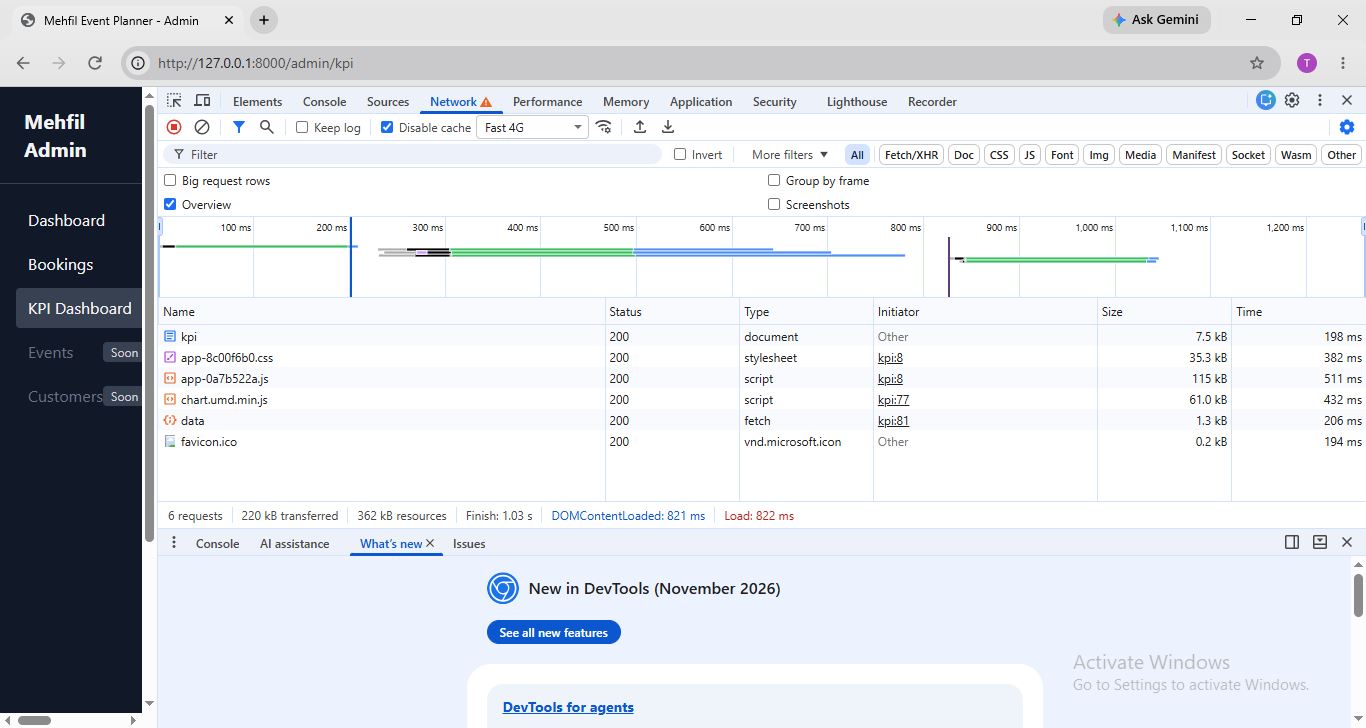 Mehfil Event Planner - Admin
Ask Gemini
http://127.0.0.1:8000/admin/kpi
T
Mehfil
Admin
Dashboard
Bookings
KPI Dashboard
Events Soon
Customers Soon
Elements Console Sources Network Performance Memory Application Security Lighthouse Recorder
Keep log Disable cache Fast 4G
Filter Invert More filters All Fetch/XHR Doc CSS JS Font Img Media Manifest Socket Wasm Other
Big request rows Group by frame
Overview Screenshots
100 ms 200 ms 300 ms 400 ms 500 ms 600 ms 700 ms 800 ms 900 ms 1,000 ms 1,100 ms 1,200 ms
Name Status Type Initiator Size Time
kpi 200 document Other 7.5 kB 198 ms
app-8c00f6b0.css 200 stylesheet kpi:8 35.3 kB 382 ms
app-0a7b522a.js 200 script kpi:8 115 kB 511 ms
chart.umd.min.js 200 script kpi:77 61.0 kB 432 ms
data 200 fetch kpi:81 1.3 kB 206 ms
favicon.ico 200 vnd.microsoft.icon Other 0.2 kB 194 ms
6 requests 220 kB transferred 362 kB resources Finish: 1.03 s DOMContentLoaded: 821 ms Load: 822 ms
Console AI assistance What's new Issues
New in DevTools (November 2026)
See all new features
DevTools for agents
Activate Windows
Go to Settings to activate Windows.